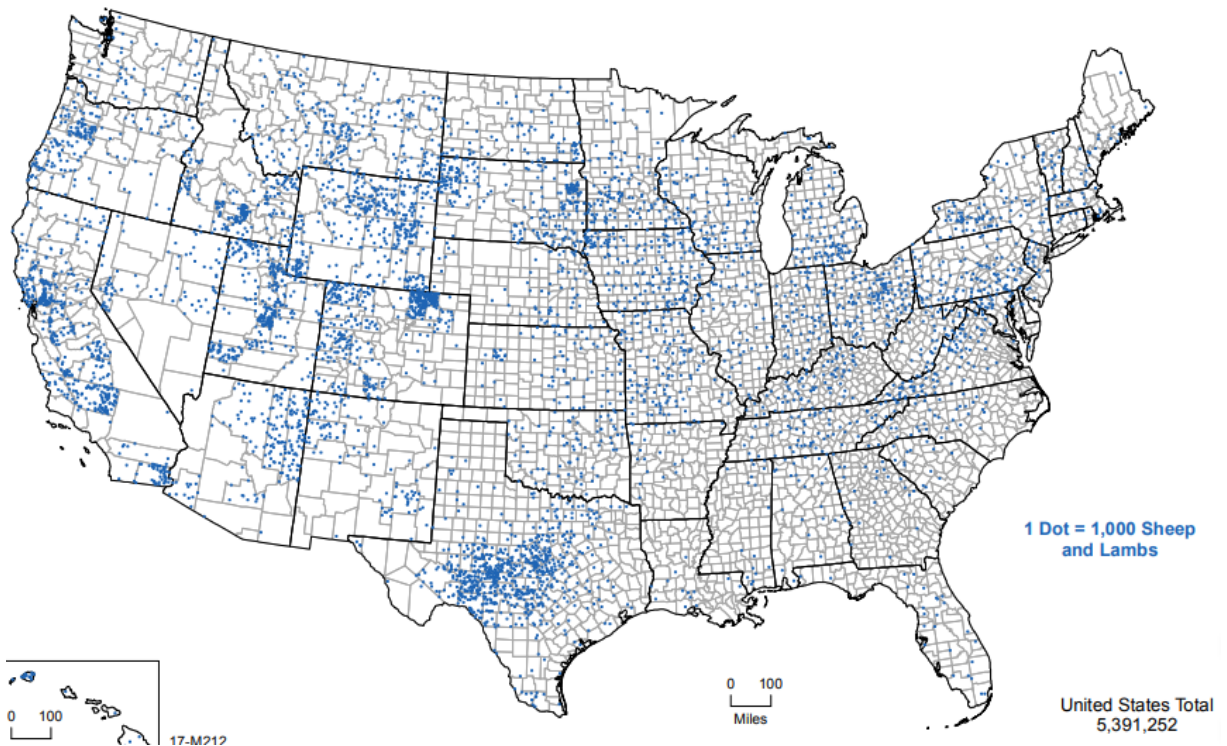 1 Dot = 1,000 Sheep
and Lambs
0 100
Miles
United States Total
5,391,252
0 100
17-M212